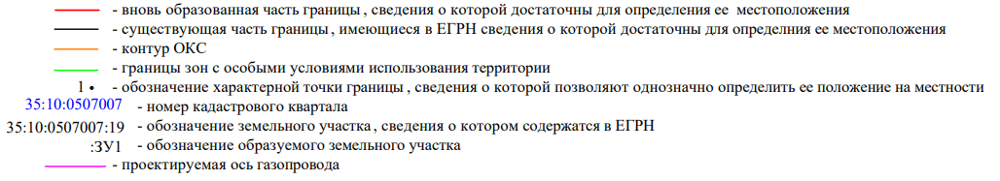 - вновь образованная часть границы, сведения о которой достаточны для определения ее местоположения
- существующая часть границы, имеющиеся в ЕГРН сведения о которой достаточны для определния ее местоположения
- контур ОКС
- границы зон с особыми условиями использования территории
1 • - обозначение характерной точки границы, сведения о которой позволяют однозначно определить ее положение на местности
35:10:0507007 - номер кадастрового квартала
35:10:0507007:19 - обозначение земельного участка, сведения о котором содержатся в ЕГРН
:ЗУ1 - обозначение образуемого земельного участка
- проектируемая ось газопровода